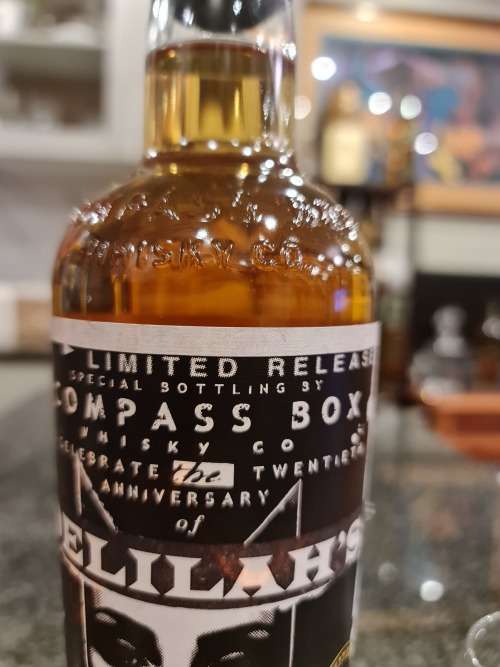 WHISKY CO.
LIMITED RELEASE
SPECIAL BOTTLING BY
COMPASS BOX
WHISKY CO
CELEBRATE the TWENTIETH
ANNIVERSARY
of
DELILAH'S